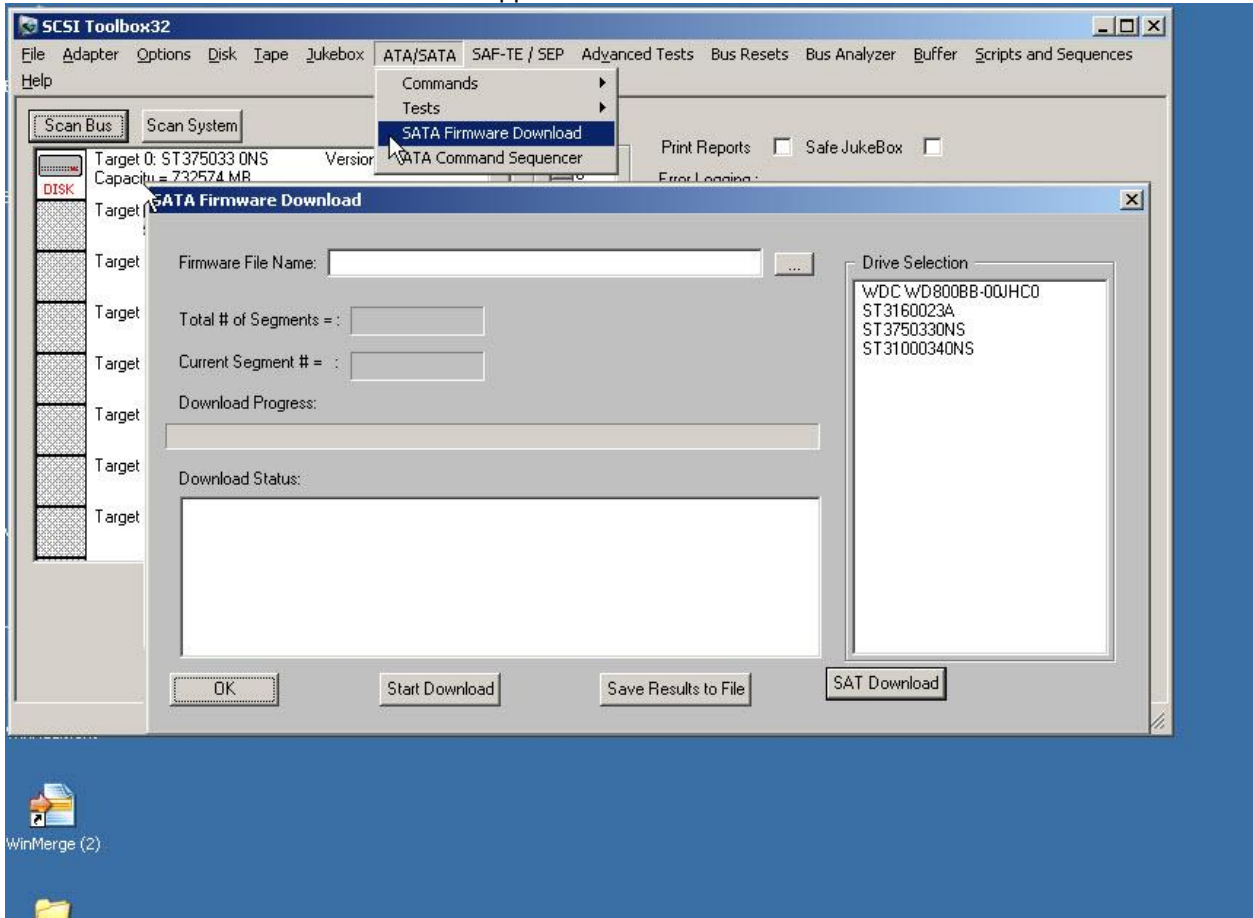 SCSI Toolbox32
File Adapter Options Disk Tape Jukebox ATA/SATA SAF-TE / SEP Advanced Tests Bus Resets Bus Analyzer Buffer Scripts and Sequences
Help
Commands
Tests
SATA Firmware Download
ATA Command Sequencer
Scan Bus Scan System
Print Reports Safe JukeBox
Target 0: ST375033 0NS Version
Capacity = 732574 MB
Error Logging :
DISK
Target
Target
Target
Target
Target
Target
Target
SATA Firmware Download
Firmware File Name: ...
Drive Selection
WDC WD800BB-00JHC0
ST3160023A
ST3750330NS
ST31000340NS
Total # of Segments = :
Current Segment # = :
Download Progress:
Download Status:
OK Start Download Save Results to File SAT Download
WinMerge (2)